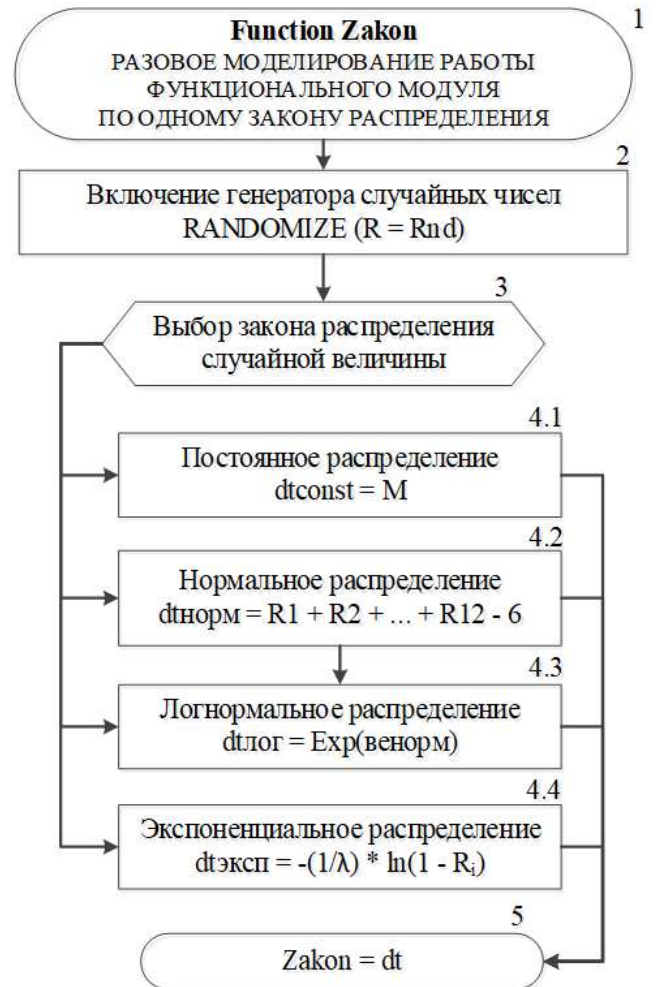 Function Zakon
1
РАЗОВОЕ МОДЕЛИРОВАНИЕ РАБОТЫ
ФУНКЦИОНАЛЬНОГО МОДУЛЯ
ПО ОДНОМУ ЗАКОНУ РАСПРЕДЕЛЕНИЯ
2
Включение генератора случайных чисел
RANDOMIZE (R = Rnd)
3
Выбор закона распределения
случайной величины
4.1
Постоянное распределение
dtconst = M
4.2
Нормальное распределение
dtнорм = R1 + R2 + ... + R12 - 6
4.3
Логнормальное распределение
dtлог = Exp(венорм)
4.4
Экспоненциальное распределение
dtэксп = -(1/λ) * ln(1 - Rᵢ)
5
Zakon = dt